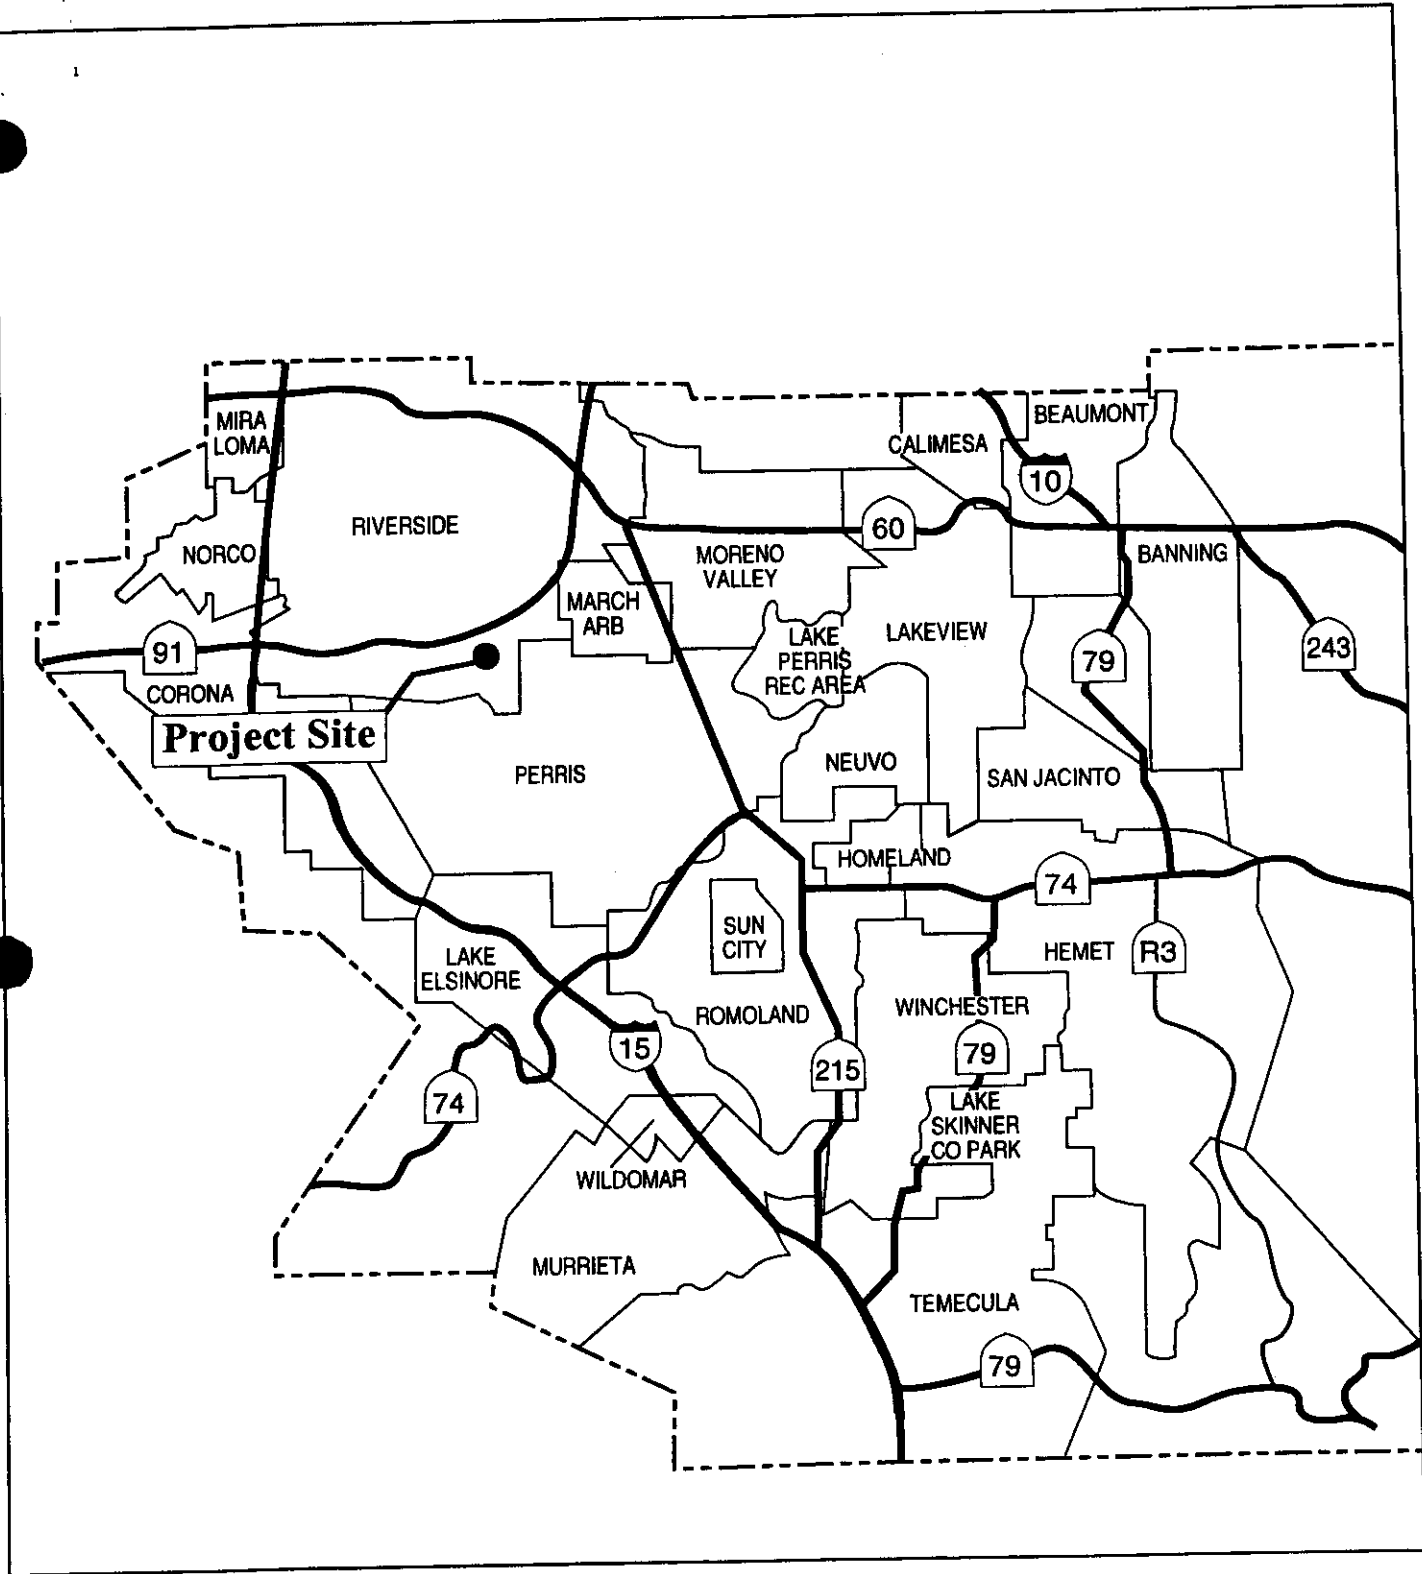 1
MIRA
LOMA
BEAUMONT
CALIMESA
10
RIVERSIDE
60
NORCO
MORENO
VALLEY
BANNING
MARCH
ARB
LAKE
PERRIS
REC AREA
LAKEVIEW
91
79
243
CORONA
Project Site
PERRIS
NEUVO
SAN JACINTO
HOMELAND
74
SUN
CITY
HEMET
R3
LAKE
ELSINORE
ROMOLAND
WINCHESTER
15
79
215
74
LAKE
SKINNER
CO PARK
WILDOMAR
MURRIETA
TEMECULA
79